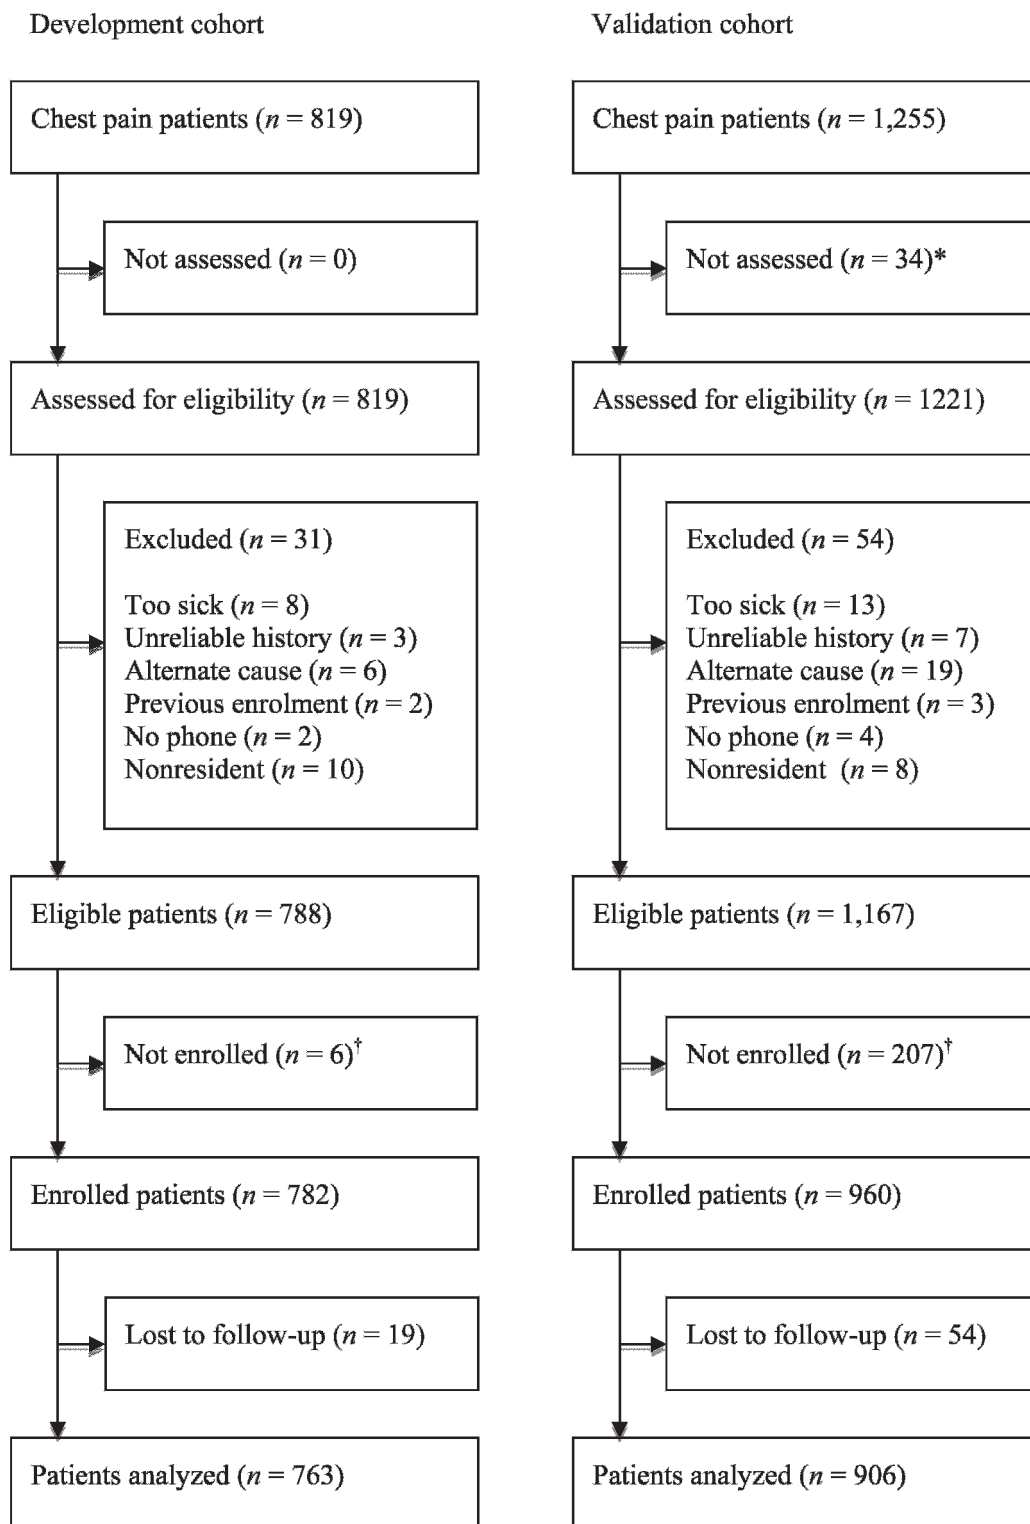 Development cohort
Chest pain patients (n = 819)
Not assessed (n = 0)
Assessed for eligibility (n = 819)
Excluded (n = 31)
Too sick (n = 8)
Unreliable history (n = 3)
Alternate cause (n = 6)
Previous enrolment (n = 2)
No phone (n = 2)
Nonresident (n = 10)
Eligible patients (n = 788)
Not enrolled (n = 6)†
Enrolled patients (n = 782)
Lost to follow-up (n = 19)
Patients analyzed (n = 763)
Validation cohort
Chest pain patients (n = 1,255)
Not assessed (n = 34)*
Assessed for eligibility (n = 1221)
Excluded (n = 54)
Too sick (n = 13)
Unreliable history (n = 7)
Alternate cause (n = 19)
Previous enrolment (n = 3)
No phone (n = 4)
Nonresident (n = 8)
Eligible patients (n = 1,167)
Not enrolled (n = 207)†
Enrolled patients (n = 960)
Lost to follow-up (n = 54)
Patients analyzed (n = 906)